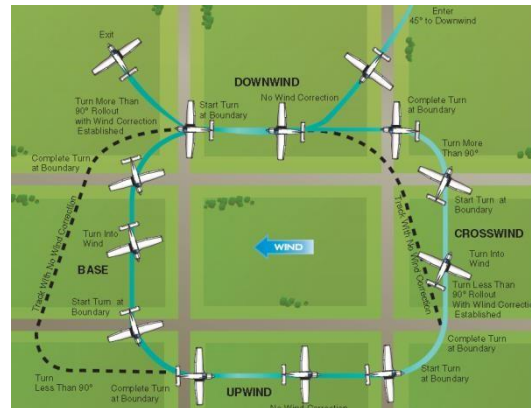 Exit
Enter
45° to Downwind
DOWNWIND
Start Turn
at Boundary
No Wind Correction
Complete Turn
at Boundary
Turn More Than
90° Rollout
with Wind Correction
Established
Turn More
Than 90°
Complete Turn
at Boundary
Start Turn at
Boundary
Track With No Wind Correction
Track With No Wind Correction
CROSSWIND
Turn Into
Wind
WIND
Turn Into
Wind
BASE
Turn Less Than
90° Rollout
With Wind Correction
Established
Start Turn at
Boundary
Complete Turn
at Boundary
Turn
Less Than 90°
Complete Turn
at Boundary
UPWIND
No Wind Correction
Start Turn
at Boundary